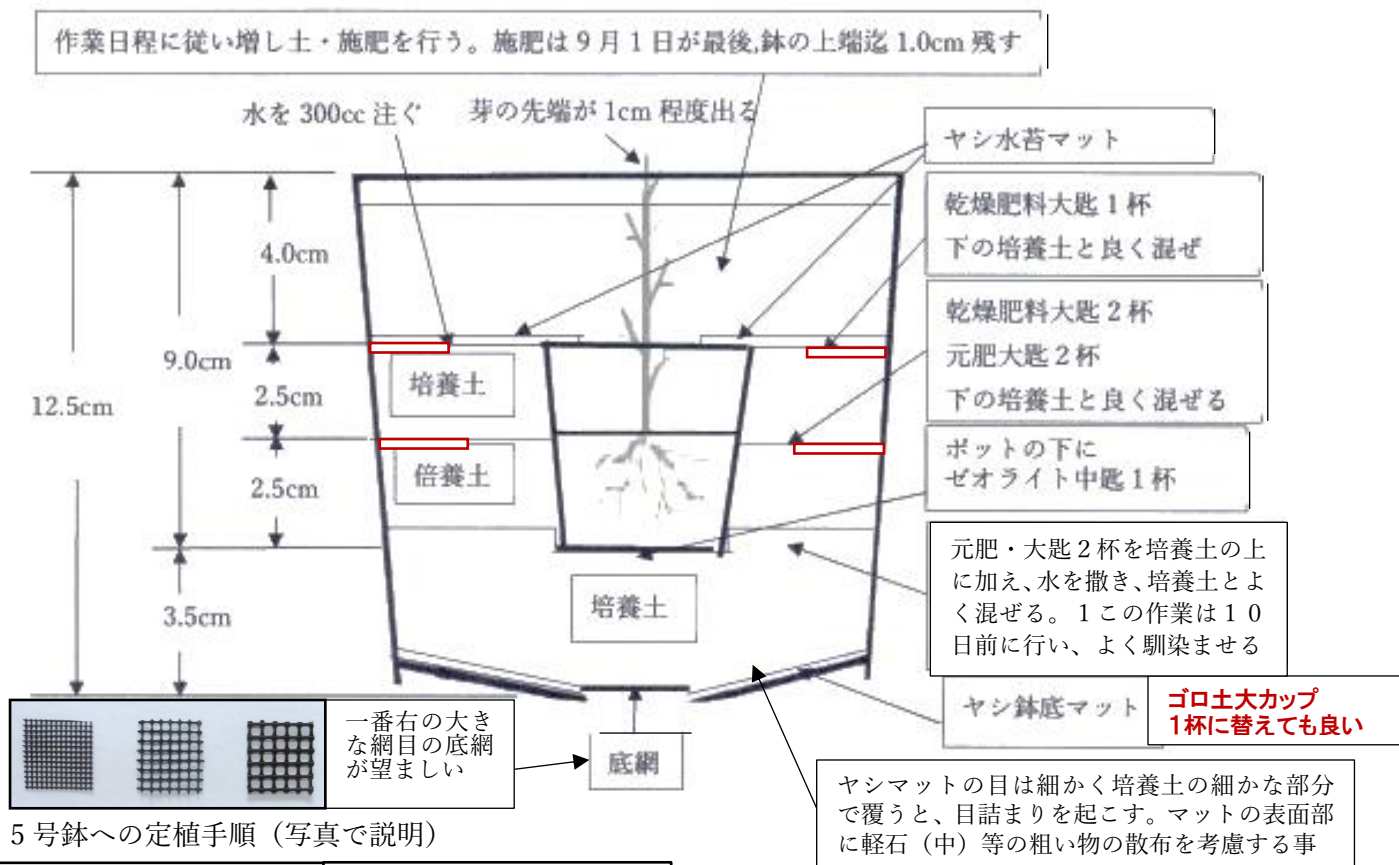 作業日程に従い増し土・施肥を行う。施肥は9月1日が最後,鉢の上端迄1.0cm残す
水を300cc注ぐ
芽の先端が1cm程度出る
ヤシ水苔マット
乾燥肥料大匙1杯
下の培養土と良く混ぜ
4.0cm
乾燥肥料大匙2杯
元肥大匙2杯
下の培養土と良く混ぜる
9.0cm
培養土
2.5cm
12.5cm
ポットの下に
ゼオライト中匙1杯
倍養土
2.5cm
元肥・大匙2杯を培養土の上
に加え、水を撒き、培養土とよ
く混ぜる。1この作業は10
日前に行い、よく馴染ませる
培養土
3.5cm
ヤシ鉢底マット
ゴロ土大カップ
1杯に替えても良い
一番右の大き
な網目の底網
が望ましい
底網
ヤシマットの目は細かく培養土の細かな部分
で覆うと、目詰まりを起こす。マットの表面部
に軽石（中）等の粗い物の散布を考慮する事
5号鉢への定植手順（写真で説明）